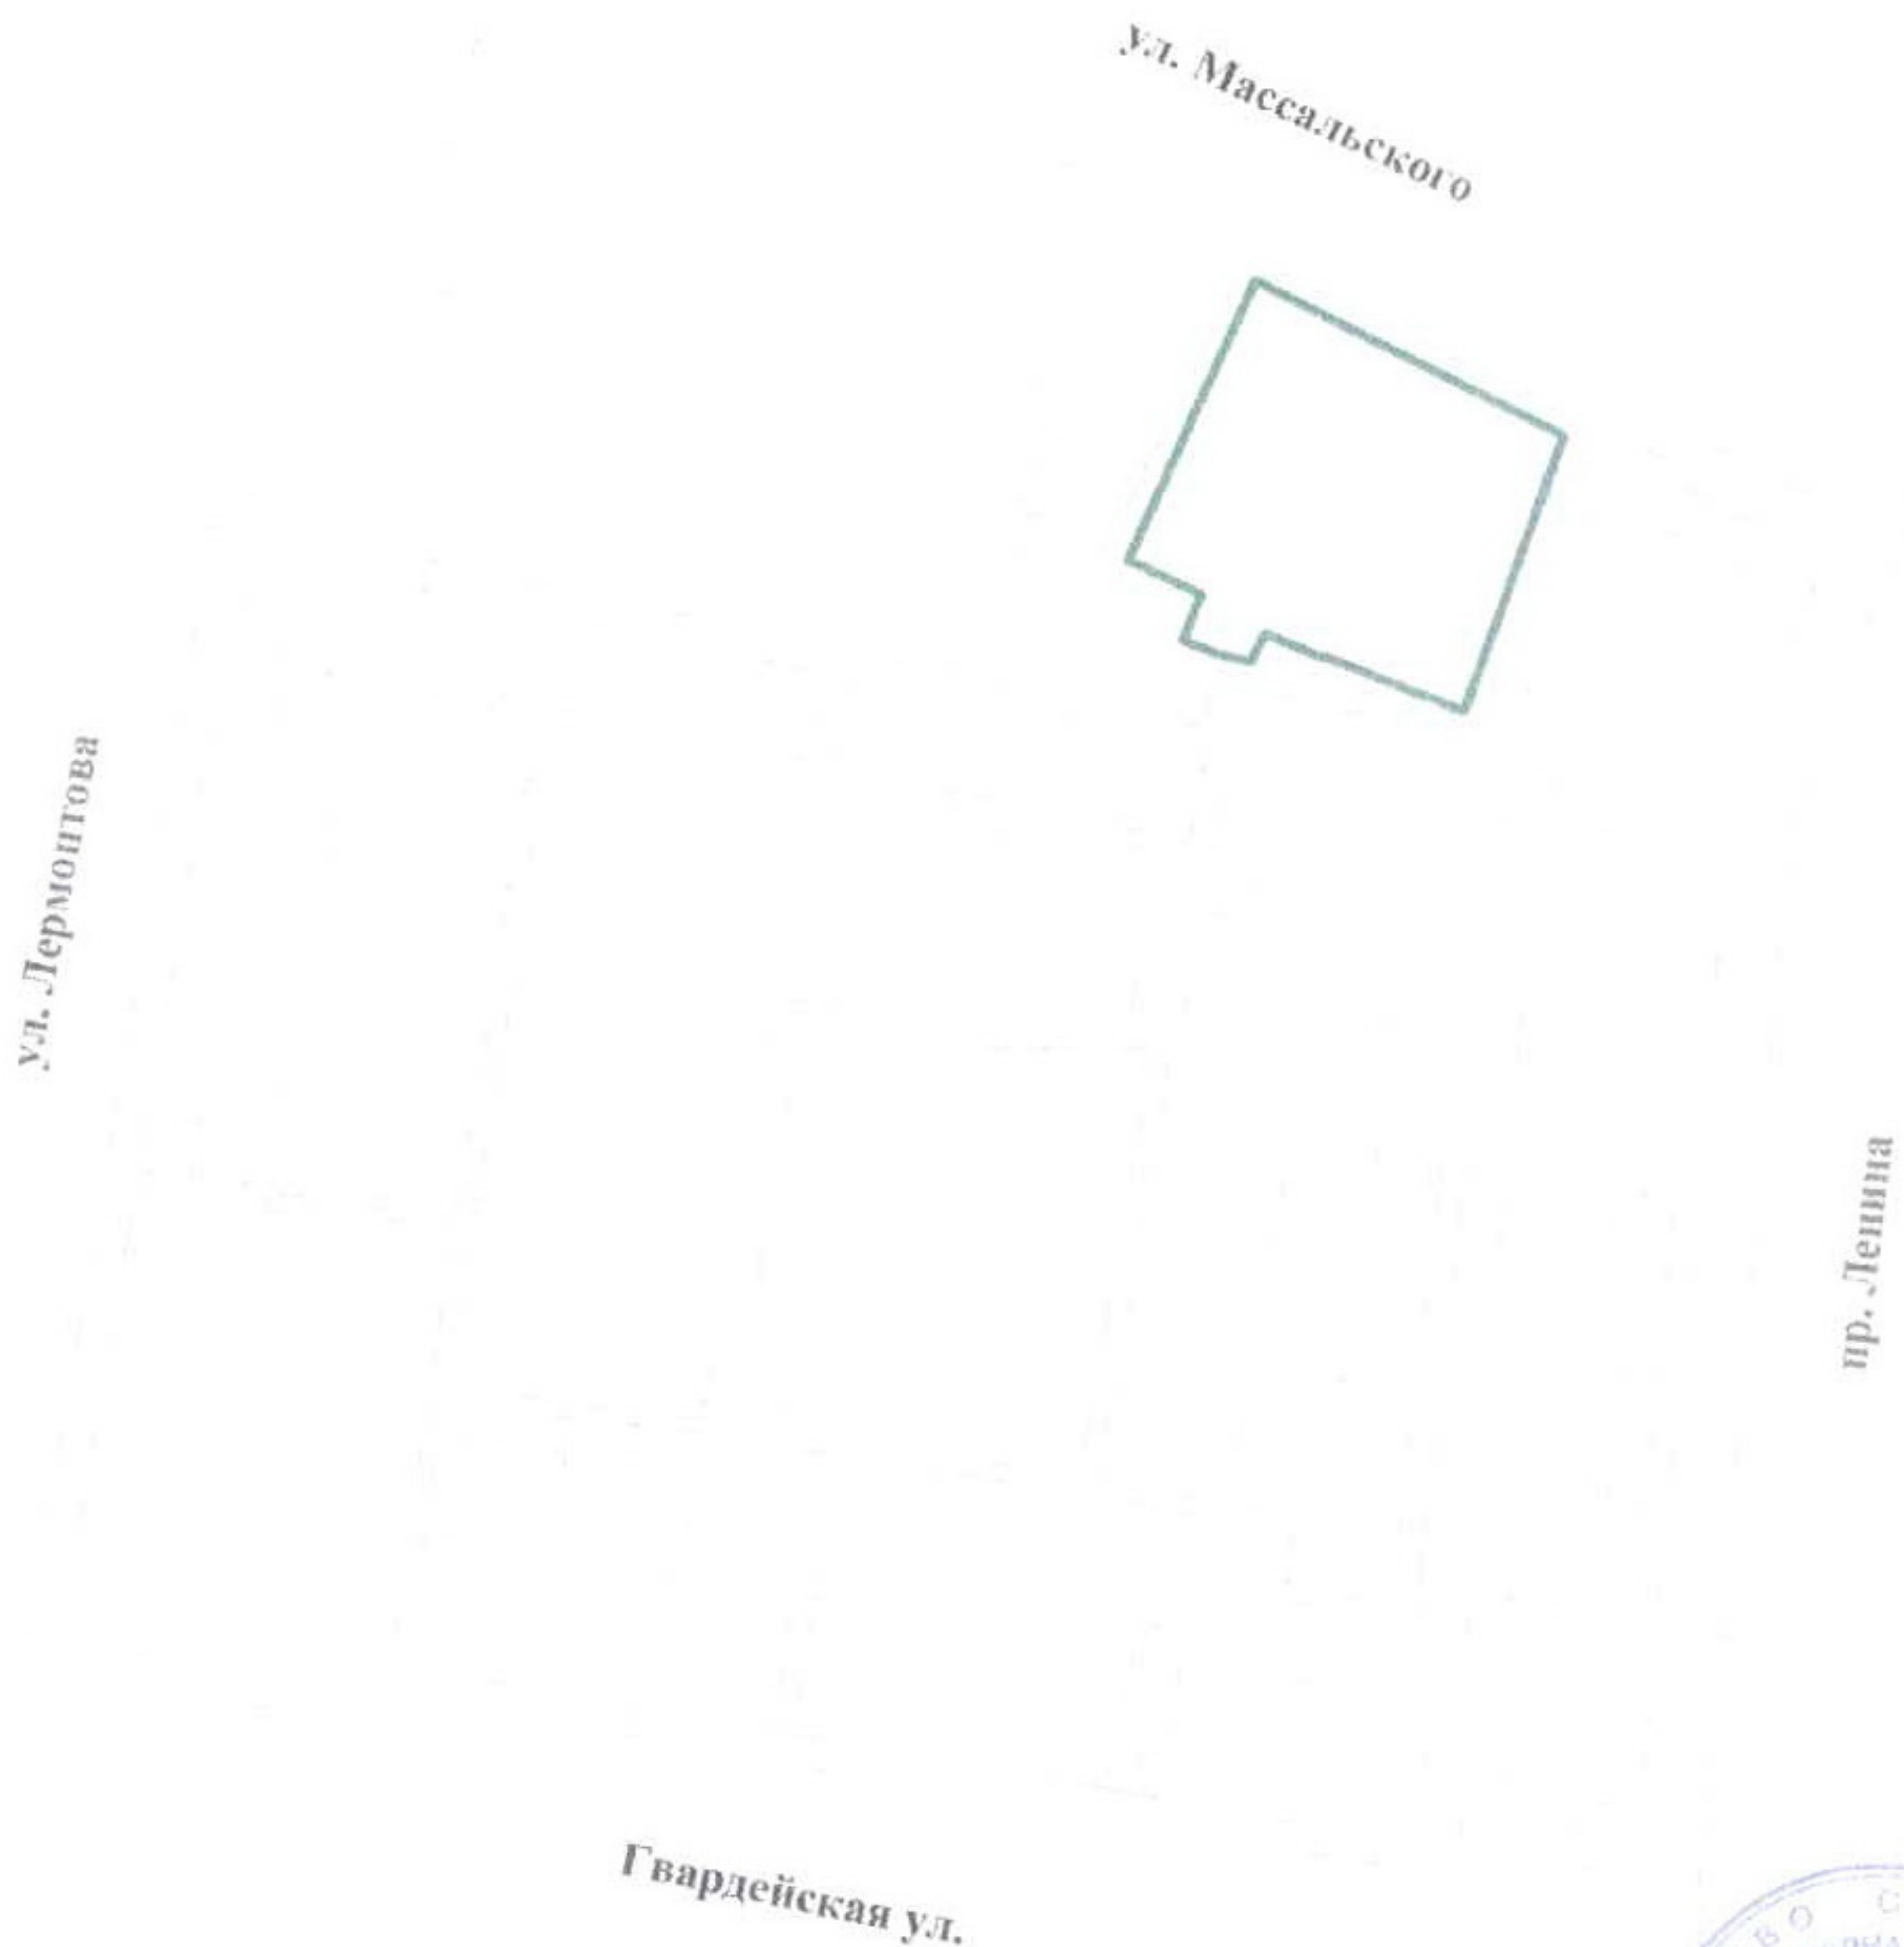 ул. Массальского
ул. Лермонтова
пр. Ленина
Гвардейская ул.